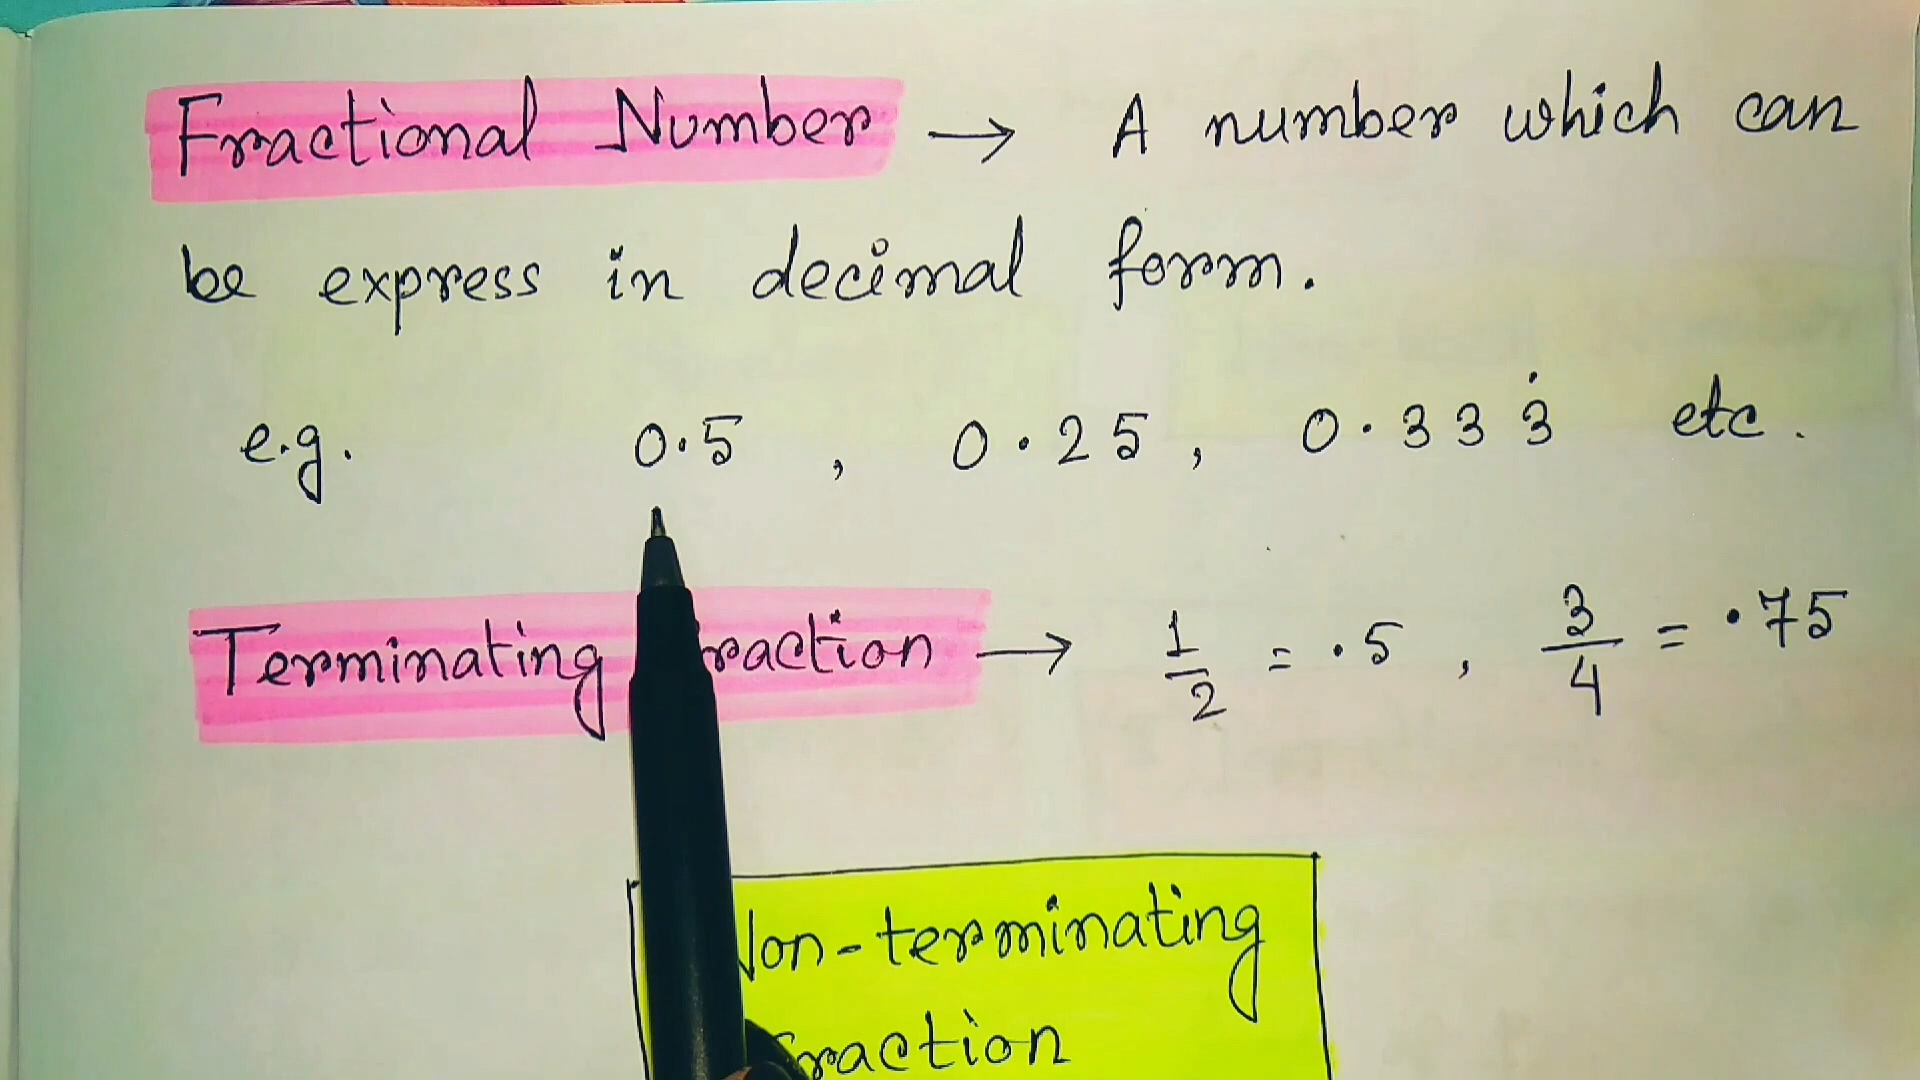 Fractional Number → A number which can
be express in decimal form.
e.g. 0.5 , 0.25 , 0.333̇ etc.
Terminating raction → 1/2 = .5 , 3/4 = .75
on-terminating
raction